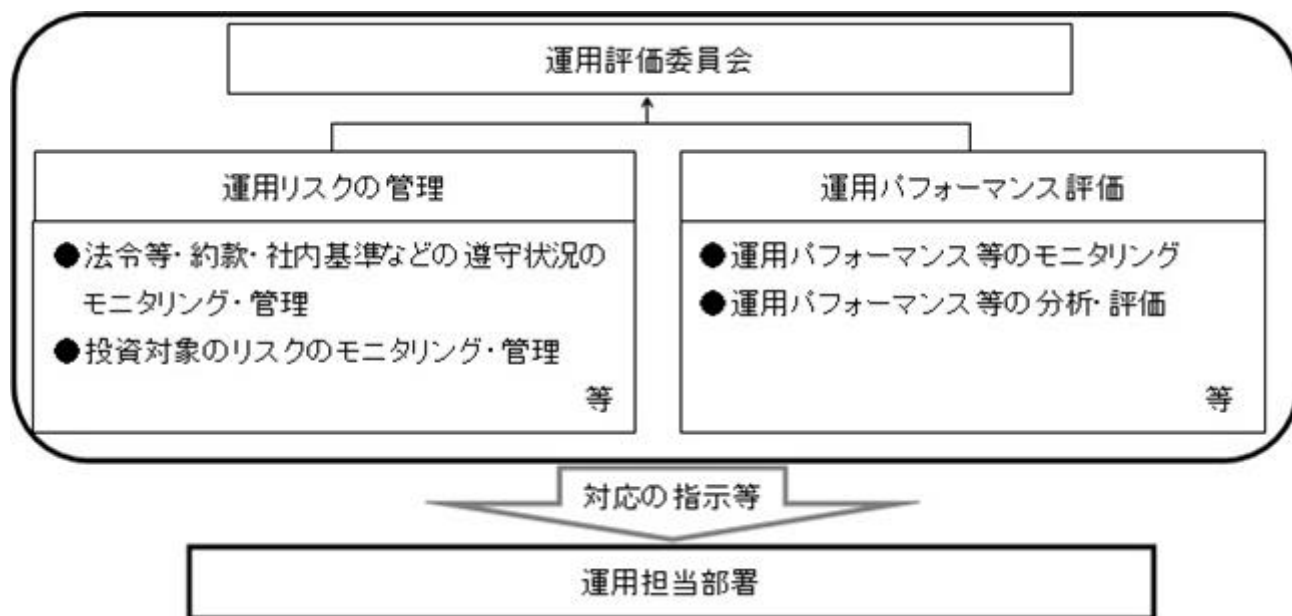 運用評価委員会
運用リスクの管理
●法令等・約款・社内基準などの遵守状況の
モニタリング・管理
●投資対象のリスクのモニタリング・管理
等
運用パフォーマンス評価
●運用パフォーマンス等のモニタリング
●運用パフォーマンス等の分析・評価
等
対応の指示等
運用担当部署